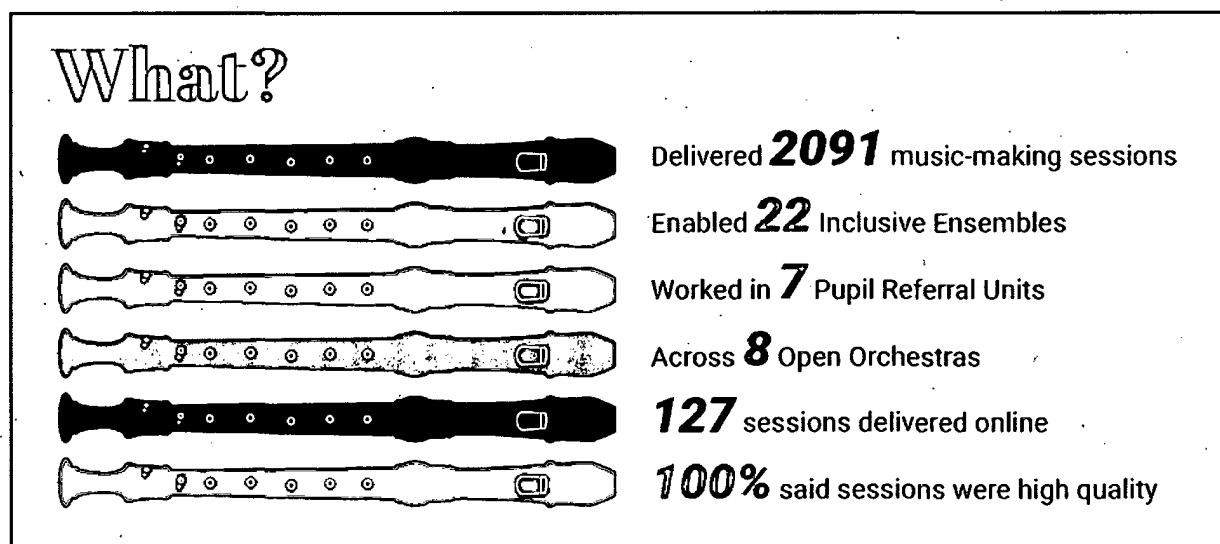 What?
Delivered 2091 music-making sessions
Enabled 22 Inclusive Ensembles
Worked in 7 Pupil Referral Units
Across 8 Open Orchestras
127 sessions delivered online
100% said sessions were high quality